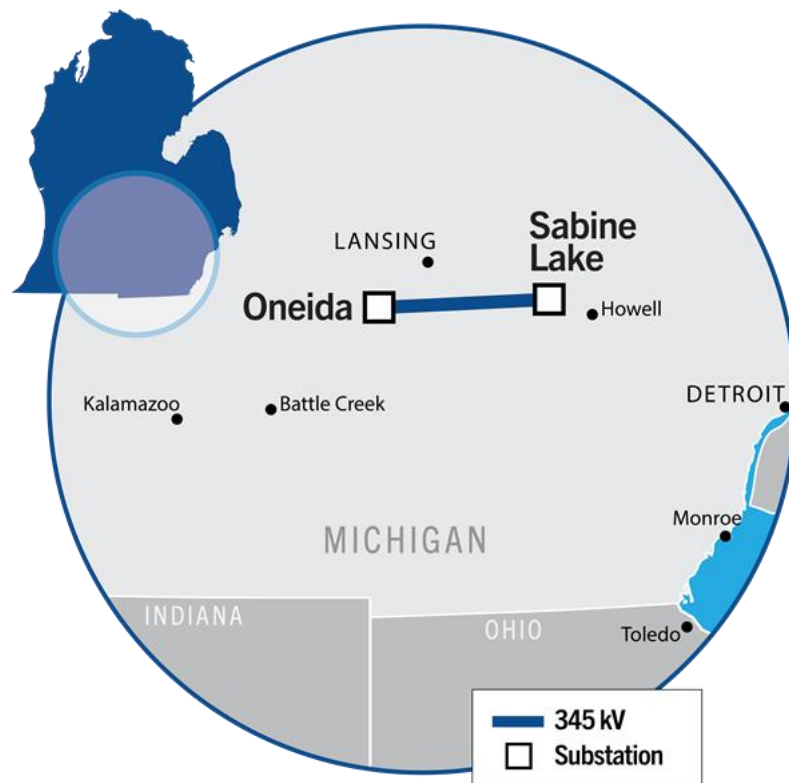 Sabine
Lake
LANSING
Oneida
Howell
Kalamazoo
Battle Creek
DETROIT
Monroe
MICHIGAN
INDIANA
OHIO
Toledo
345 kV
Substation